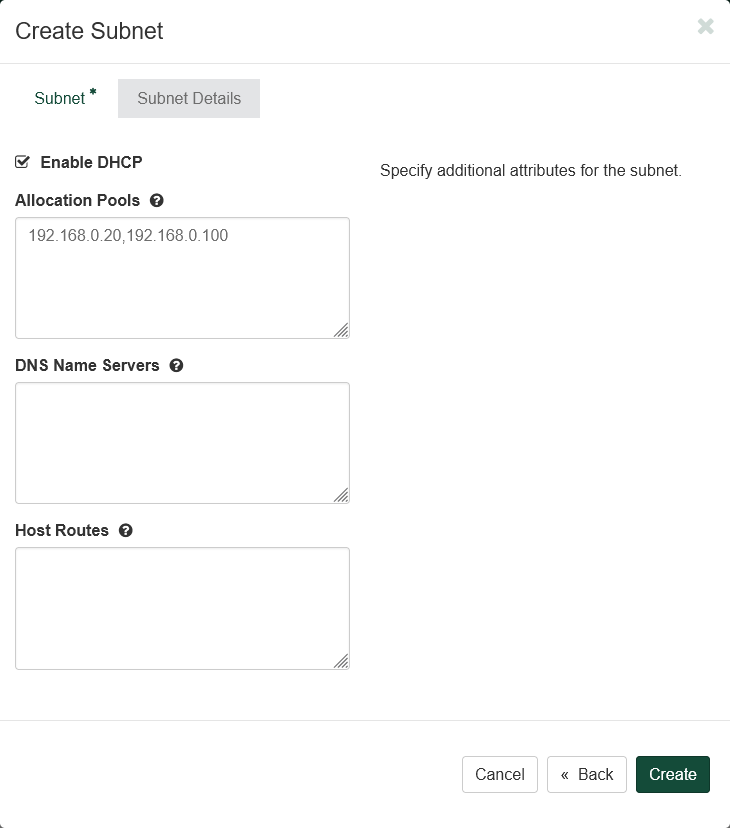 Create Subnet
Subnet *
Subnet Details
Enable DHCP
Specify additional attributes for the subnet.
Allocation Pools
192.168.0.20,192.168.0.100
DNS Name Servers
Host Routes
Cancel
« Back
Create